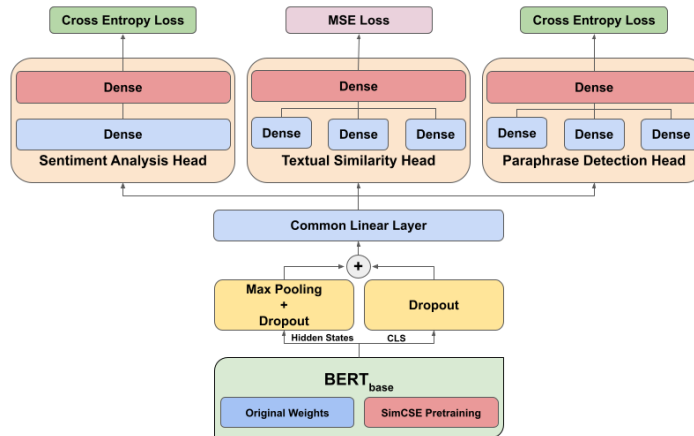 Cross Entropy Loss
MSE Loss
Cross Entropy Loss
Dense
Dense
Dense
Dense
Dense
Dense
Dense
Dense
Dense
Dense
Sentiment Analysis Head
Textual Similarity Head
Paraphrase Detection Head
Common Linear Layer
+
Max Pooling
+
Dropout
Dropout
Hidden States
CLS
BERTbase
Original Weights
SimCSE Pretraining